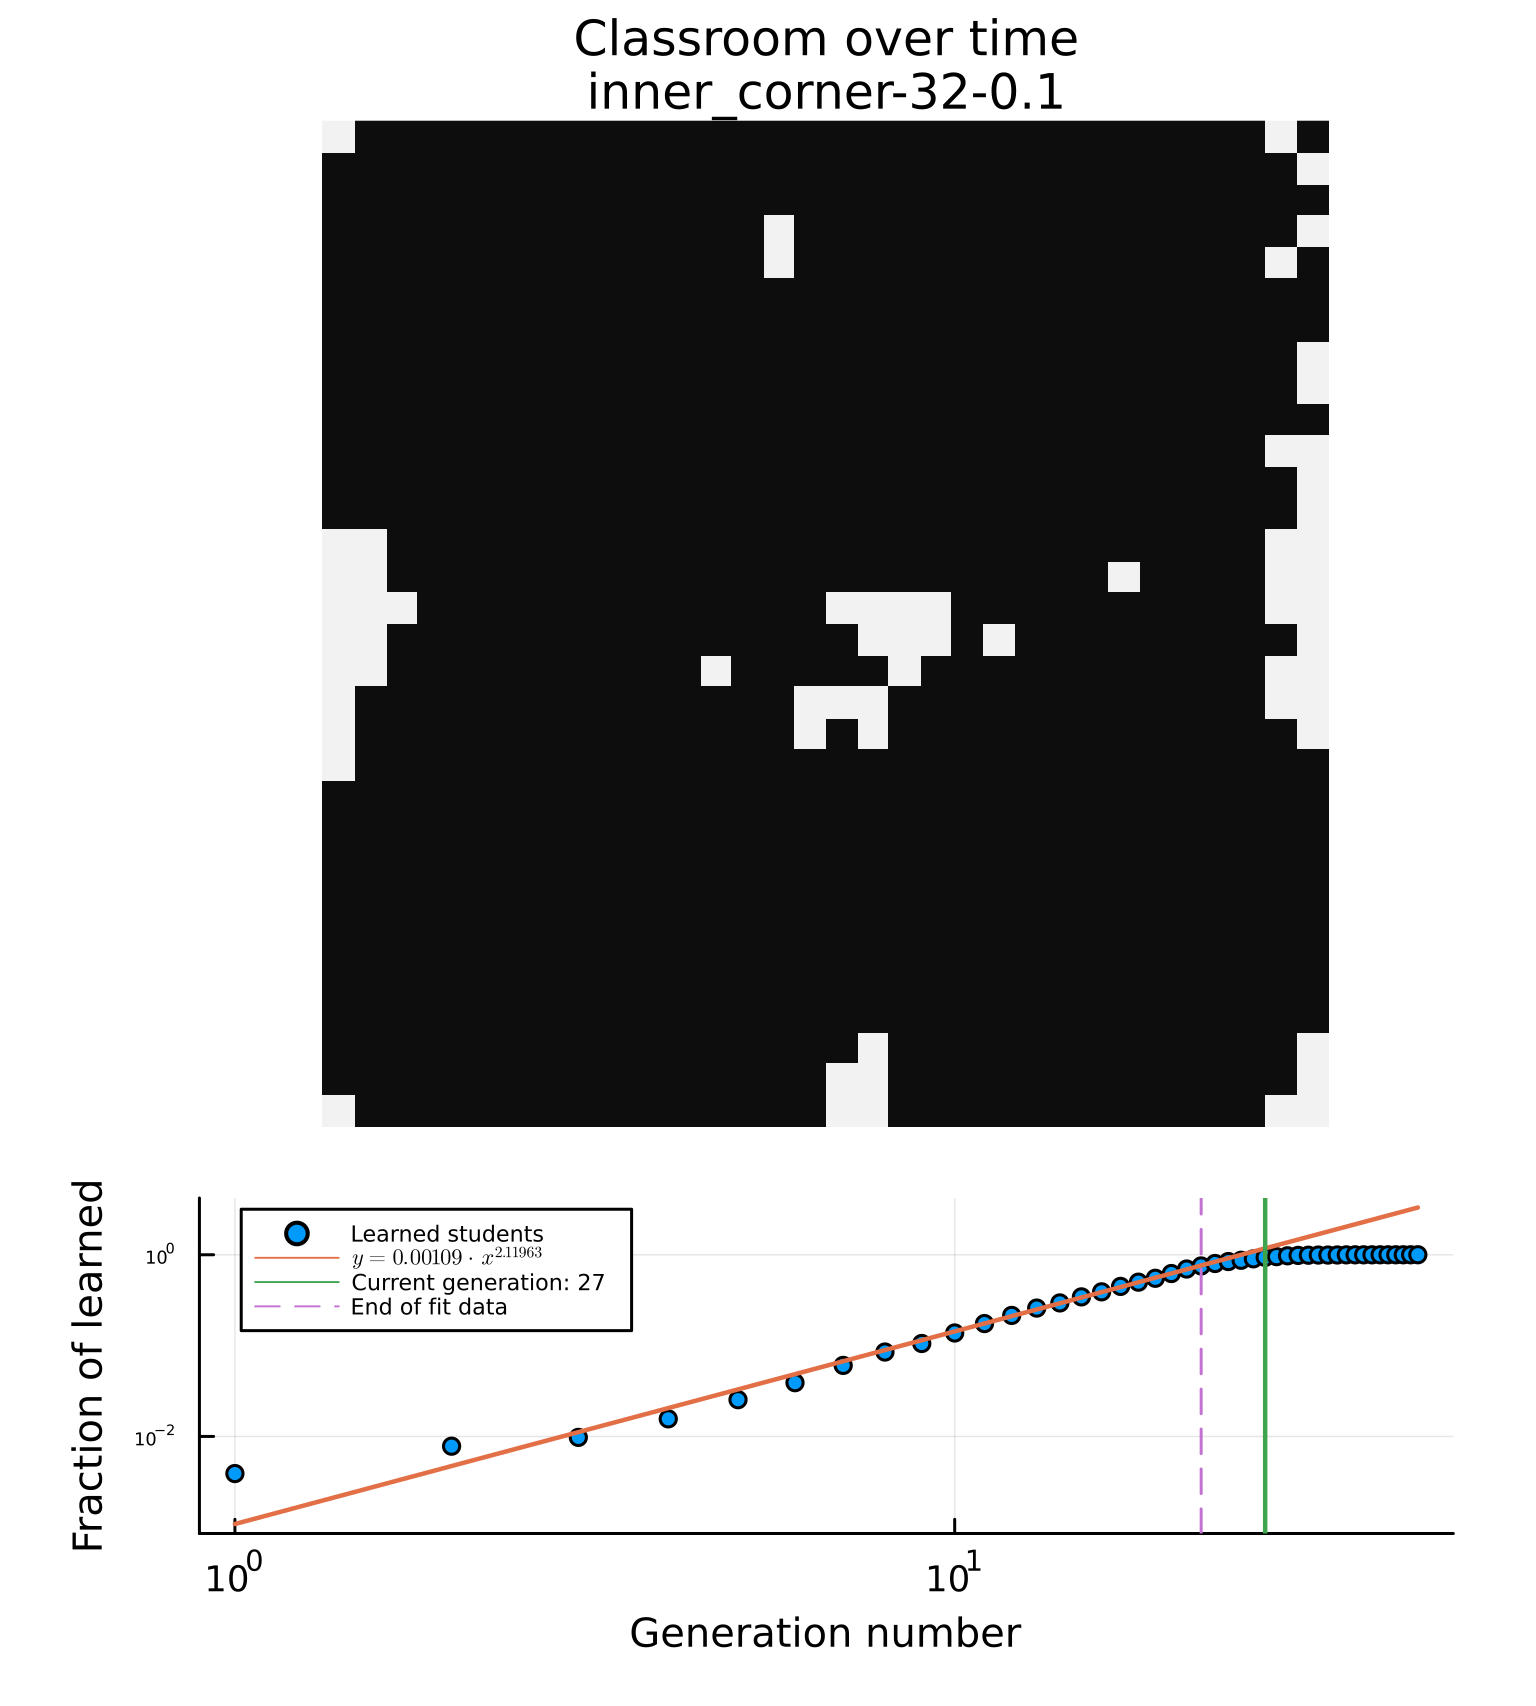 Classroom over time
inner_corner-32-0.1
Fraction of learned
10^0
10^−2
Learned students
y = 0.00109 · x^2.11963
Current generation: 27
End of fit data
10^0
10^1
Generation number